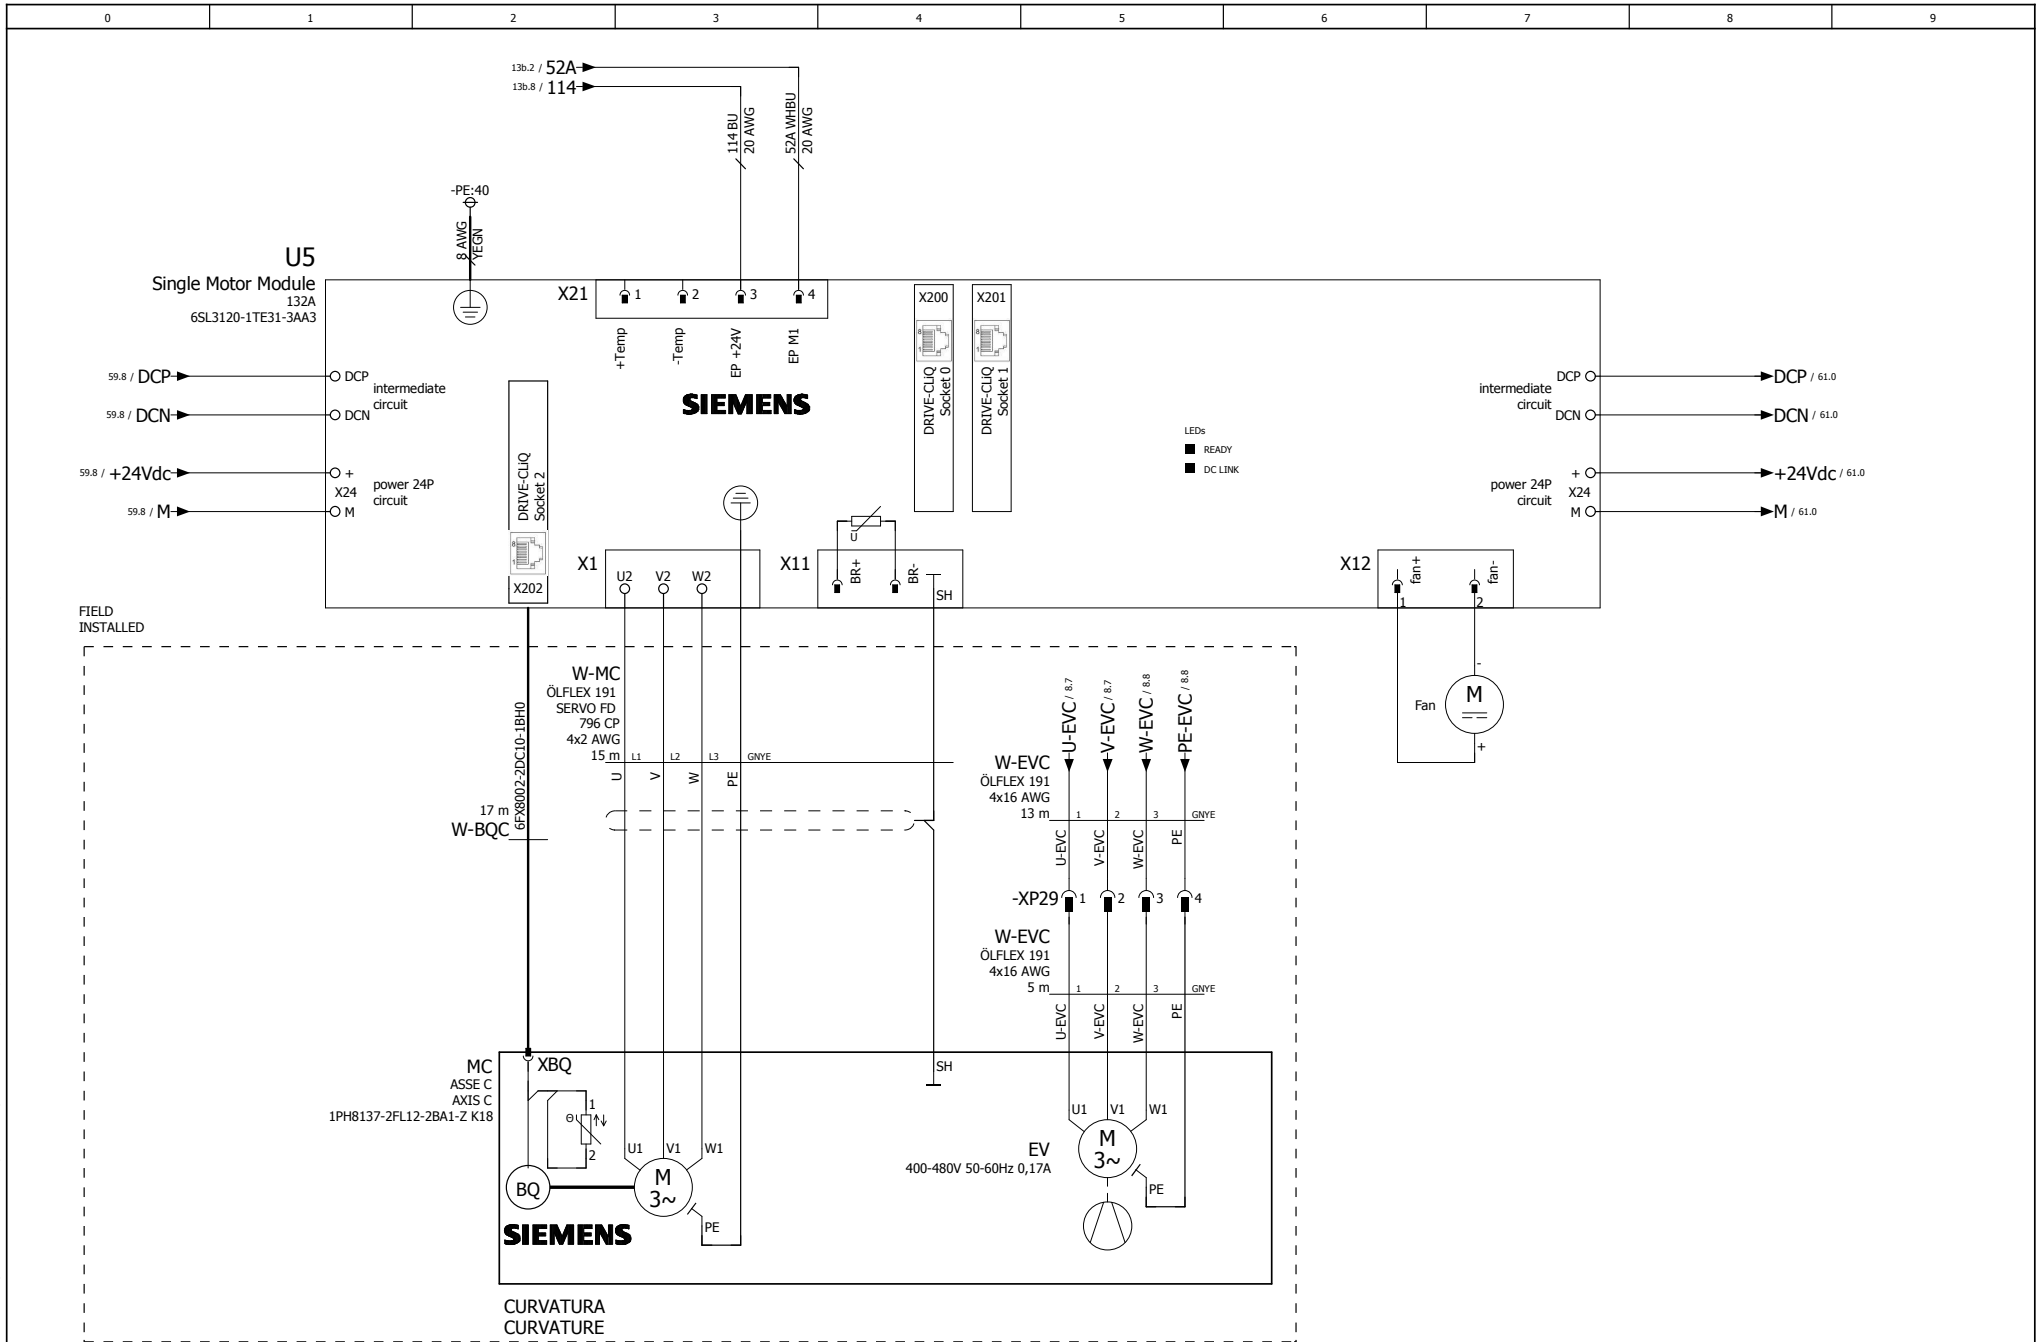 0 1 2 3 4 5 6 7 8 9
13b.2 / 52A
13b.8 / 114
114 BU
20 AWG
52A WHBU
20 AWG
-PE:40
8 AWG
YEGN
U5
Single Motor Module
132A
6SL3120-1TE31-3AA3
X21
1 2 3 4
+Temp
-Temp
EP +24V
EP M1
X200
8
1
DRIVE-CLiQ
Socket 0
X201
8
1
DRIVE-CLiQ
Socket 1
59.8 / DCP
DCP
59.8 / DCN
DCN
intermediate
circuit
59.8 / +24Vdc
+
X24
59.8 / M
M
power 24P
circuit
SIEMENS
LEDs
READY
DC LINK
DCP
intermediate
circuit
DCN
DCP / 61.0
DCN / 61.0
power 24P
circuit
+
X24
M
+24Vdc / 61.0
M / 61.0
DRIVE-CLiQ
Socket 2
8
1
X202
X1
U2 V2 W2
X11
U
BR+
BR-
SH
X12
fan+
fan-
1
2
FIELD
INSTALLED
W-MC
ÖLFLEX 191
SERVO FD
796 CP
4x2 AWG
15 m
L1 L2 L3 GNYE
U V W PE
6FX8002-2DC10-1BH0
17 m
W-BQC
U-EVC / 8.7
V-EVC / 8.7
W-EVC / 8.8
PE-EVC / 8.8
-
Fan
M
+
W-EVC
ÖLFLEX 191
4x16 AWG
13 m
1 2 3 GNYE
U-EVC
V-EVC
W-EVC
PE
-XP29
1 2 3 4
W-EVC
ÖLFLEX 191
4x16 AWG
5 m
1 2 3 GNYE
U-EVC
V-EVC
W-EVC
PE
MC
ASSE C
AXIS C
1PH8137-2FL12-2BA1-Z K18
XBQ
SH
1
Θ
2
U1 V1 W1
BQ
M
3~
PE
SIEMENS
U1 V1 W1
EV
400-480V 50-60Hz 0,17A
M
3~
PE
CURVATURA
CURVATURE